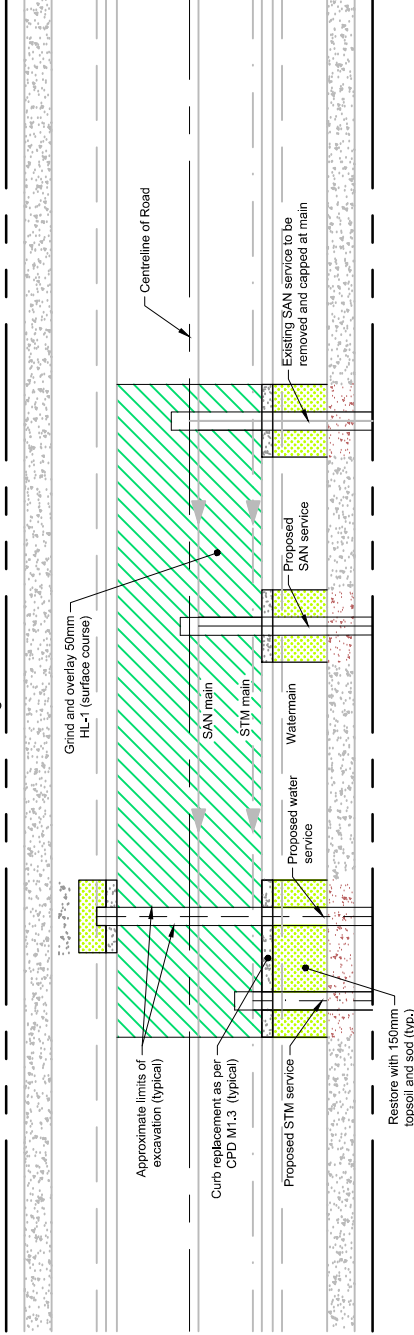 Centreline of Road
Existing SAN service to be
removed and capped at main
Grind and overlay 50mm
HL-1 (surface course)
Proposed
SAN service
SAN main
STM main
Watermain
Proposed water
service
Approximate limits of
excavation (typical)
Curb replacement as per
CPD M1.3 (typical)
Proposed STM service
Restore with 150mm
topsoil and sod (typ.)